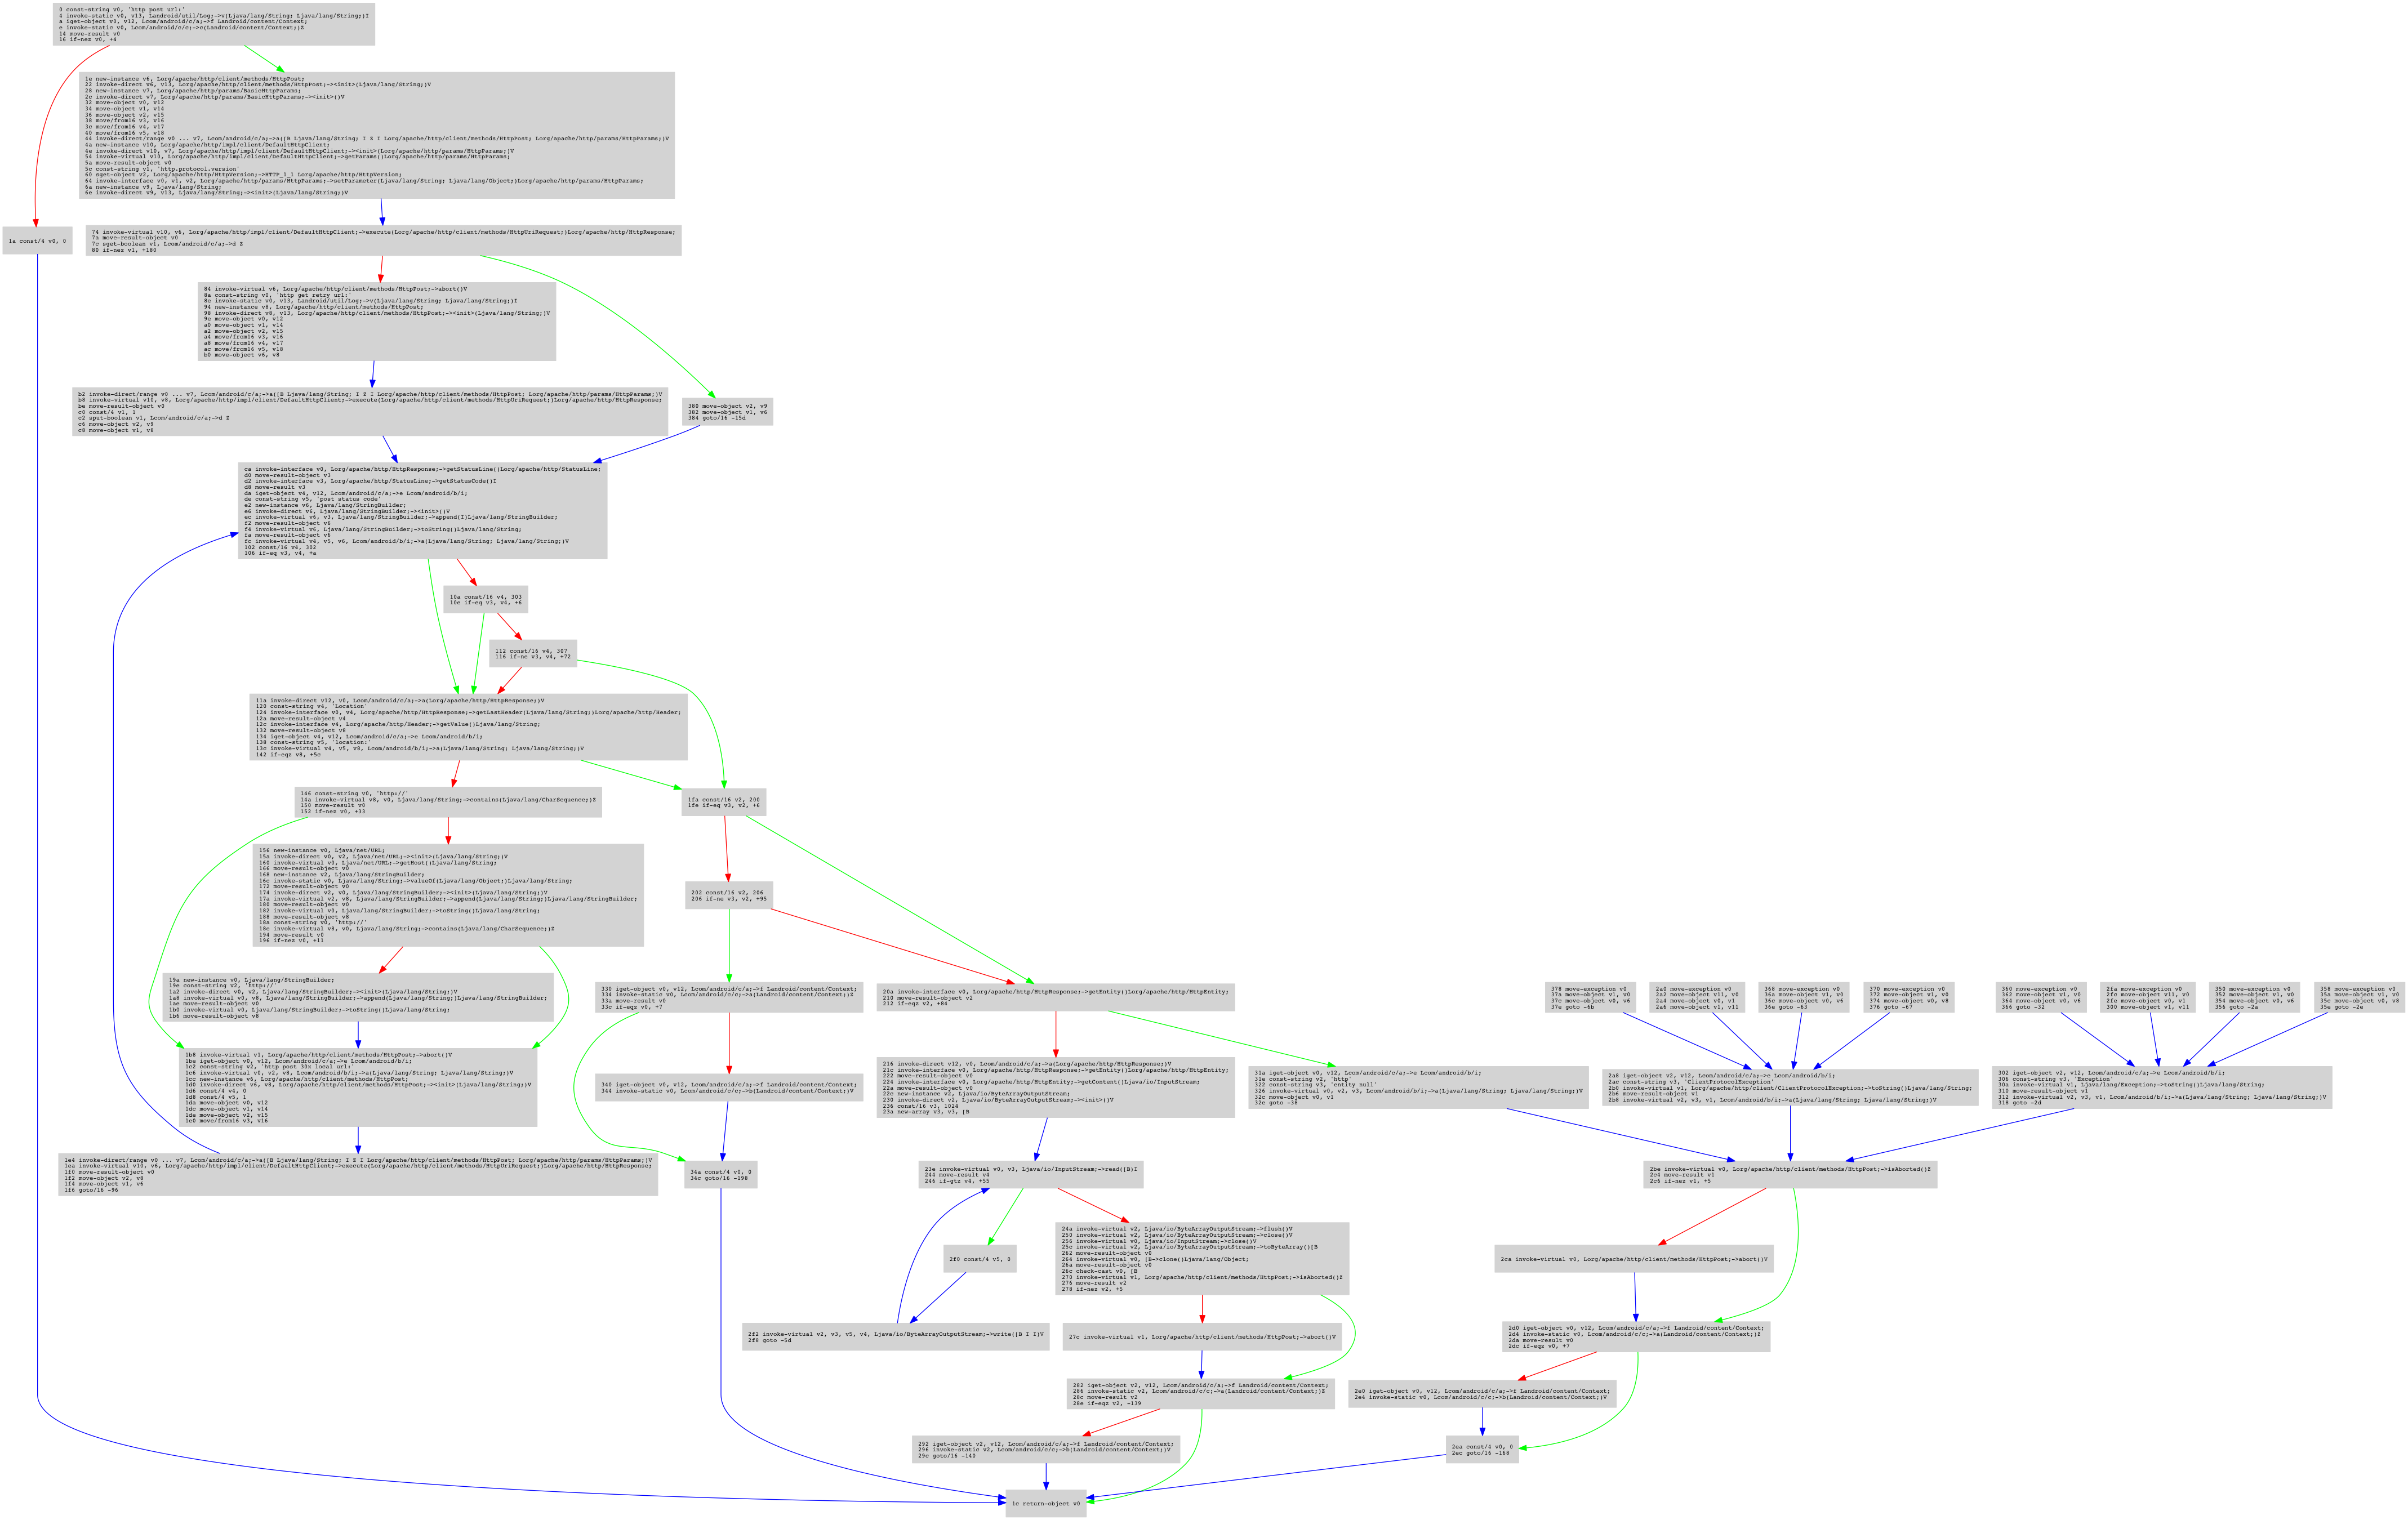 0 const-string v0, 'http post url:'
4 invoke-static v0, v13, Landroid/util/Log;->v(Ljava/lang/String; Ljava/lang/String;)I
a iget-object v0, v12, Lcom/android/c/a;->f Landroid/content/Context;
e invoke-static v0, Lcom/android/c/c;->c(Landroid/content/Context;)Z
14 move-result v0
16 if-nez v0, +4
1e new-instance v6, Lorg/apache/http/client/methods/HttpPost;
22 invoke-direct v6, v13, Lorg/apache/http/client/methods/HttpPost;-><init>(Ljava/lang/String;)V
28 new-instance v7, Lorg/apache/http/params/BasicHttpParams;
2c invoke-direct v7, Lorg/apache/http/params/BasicHttpParams;-><init>()V
32 move-object v0, v12
34 move-object v1, v14
36 move-object v2, v15
38 move/from16 v3, v16
3c move/from16 v4, v17
40 move/from16 v5, v18
44 invoke-direct/range v0 ... v7, Lcom/android/c/a;->a([B Ljava/lang/String; I Z I Lorg/apache/http/client/methods/HttpPost; Lorg/apache/http/params/HttpParams;)V
4a new-instance v10, Lorg/apache/http/impl/client/DefaultHttpClient;
4e invoke-direct v10, v7, Lorg/apache/http/impl/client/DefaultHttpClient;-><init>(Lorg/apache/http/params/HttpParams;)V
54 invoke-virtual v10, Lorg/apache/http/impl/client/DefaultHttpClient;->getParams()Lorg/apache/http/params/HttpParams;
5a move-result-object v0
5c const-string v1, 'http.protocol.version'
60 sget-object v2, Lorg/apache/http/HttpVersion;->HTTP_1_1 Lorg/apache/http/HttpVersion;
64 invoke-interface v0, v1, v2, Lorg/apache/http/params/HttpParams;->setParameter(Ljava/lang/String; Ljava/lang/Object;)Lorg/apache/http/params/HttpParams;
6a new-instance v9, Ljava/lang/String;
6e invoke-direct v9, v13, Ljava/lang/String;-><init>(Ljava/lang/String;)V
1a const/4 v0, 0
74 invoke-virtual v10, v6, Lorg/apache/http/impl/client/DefaultHttpClient;->execute(Lorg/apache/http/client/methods/HttpUriRequest;)Lorg/apache/http/HttpResponse;
7a move-result-object v0
7c sget-boolean v1, Lcom/android/c/a;->d Z
80 if-nez v1, +180
84 invoke-virtual v6, Lorg/apache/http/client/methods/HttpPost;->abort()V
8a const-string v0, 'http get retry url:'
8e invoke-static v0, v13, Landroid/util/Log;->v(Ljava/lang/String; Ljava/lang/String;)I
94 new-instance v8, Lorg/apache/http/client/methods/HttpPost;
98 invoke-direct v8, v13, Lorg/apache/http/client/methods/HttpPost;-><init>(Ljava/lang/String;)V
9e move-object v0, v12
a0 move-object v1, v14
a2 move-object v2, v15
a4 move/from16 v3, v16
a8 move/from16 v4, v17
ac move/from16 v5, v18
b0 move-object v6, v8
b2 invoke-direct/range v0 ... v7, Lcom/android/c/a;->a([B Ljava/lang/String; I Z I Lorg/apache/http/client/methods/HttpPost; Lorg/apache/http/params/HttpParams;)V
b8 invoke-virtual v10, v8, Lorg/apache/http/impl/client/DefaultHttpClient;->execute(Lorg/apache/http/client/methods/HttpUriRequest;)Lorg/apache/http/HttpResponse;
be move-result-object v0
c0 const/4 v1, 1
c2 sput-boolean v1, Lcom/android/c/a;->d Z
c6 move-object v2, v9
c8 move-object v1, v8
380 move-object v2, v9
382 move-object v1, v6
384 goto/16 -15d
ca invoke-interface v0, Lorg/apache/http/HttpResponse;->getStatusLine()Lorg/apache/http/StatusLine;
d0 move-result-object v3
d2 invoke-interface v3, Lorg/apache/http/StatusLine;->getStatusCode()I
d8 move-result v3
da iget-object v4, v12, Lcom/android/c/a;->e Lcom/android/b/i;
de const-string v5, 'post status code'
e2 new-instance v6, Ljava/lang/StringBuilder;
e6 invoke-direct v6, Ljava/lang/StringBuilder;-><init>()V
ec invoke-virtual v6, v3, Ljava/lang/StringBuilder;->append(I)Ljava/lang/StringBuilder;
f2 move-result-object v6
f4 invoke-virtual v6, Ljava/lang/StringBuilder;->toString()Ljava/lang/String;
fa move-result-object v6
fc invoke-virtual v4, v5, v6, Lcom/android/b/i;->a(Ljava/lang/String; Ljava/lang/String;)V
102 const/16 v4, 302
106 if-eq v3, v4, +a
10a const/16 v4, 303
10e if-eq v3, v4, +6
112 const/16 v4, 307
116 if-ne v3, v4, +72
11a invoke-direct v12, v0, Lcom/android/c/a;->a(Lorg/apache/http/HttpResponse;)V
120 const-string v4, 'Location'
124 invoke-interface v0, v4, Lorg/apache/http/HttpResponse;->getLastHeader(Ljava/lang/String;)Lorg/apache/http/Header;
12a move-result-object v4
12c invoke-interface v4, Lorg/apache/http/Header;->getValue()Ljava/lang/String;
132 move-result-object v8
134 iget-object v4, v12, Lcom/android/c/a;->e Lcom/android/b/i;
138 const-string v5, 'location:'
13c invoke-virtual v4, v5, v8, Lcom/android/b/i;->a(Ljava/lang/String; Ljava/lang/String;)V
142 if-eqz v8, +5c
146 const-string v0, 'http://'
14a invoke-virtual v8, v0, Ljava/lang/String;->contains(Ljava/lang/CharSequence;)Z
150 move-result v0
152 if-nez v0, +33
1fa const/16 v2, 200
1fe if-eq v3, v2, +6
156 new-instance v0, Ljava/net/URL;
15a invoke-direct v0, v2, Ljava/net/URL;-><init>(Ljava/lang/String;)V
160 invoke-virtual v0, Ljava/net/URL;->getHost()Ljava/lang/String;
166 move-result-object v0
168 new-instance v2, Ljava/lang/StringBuilder;
16c invoke-static v0, Ljava/lang/String;->valueOf(Ljava/lang/Object;)Ljava/lang/String;
172 move-result-object v0
174 invoke-direct v2, v0, Ljava/lang/StringBuilder;-><init>(Ljava/lang/String;)V
17a invoke-virtual v2, v8, Ljava/lang/StringBuilder;->append(Ljava/lang/String;)Ljava/lang/StringBuilder;
180 move-result-object v0
182 invoke-virtual v0, Ljava/lang/StringBuilder;->toString()Ljava/lang/String;
188 move-result-object v8
18a const-string v0, 'http://'
18e invoke-virtual v8, v0, Ljava/lang/String;->contains(Ljava/lang/CharSequence;)Z
194 move-result v0
196 if-nez v0, +11
202 const/16 v2, 206
206 if-ne v3, v2, +95
19a new-instance v0, Ljava/lang/StringBuilder;
19e const-string v2, 'http://'
1a2 invoke-direct v0, v2, Ljava/lang/StringBuilder;-><init>(Ljava/lang/String;)V
1a8 invoke-virtual v0, v8, Ljava/lang/StringBuilder;->append(Ljava/lang/String;)Ljava/lang/StringBuilder;
1ae move-result-object v0
1b0 invoke-virtual v0, Ljava/lang/StringBuilder;->toString()Ljava/lang/String;
1b6 move-result-object v8
330 iget-object v0, v12, Lcom/android/c/a;->f Landroid/content/Context;
334 invoke-static v0, Lcom/android/c/c;->a(Landroid/content/Context;)Z
33a move-result v0
33c if-eqz v0, +7
20a invoke-interface v0, Lorg/apache/http/HttpResponse;->getEntity()Lorg/apache/http/HttpEntity;
210 move-result-object v2
212 if-eqz v2, +84
378 move-exception v0
37a move-object v1, v0
37c move-object v0, v6
37e goto -6b
2a0 move-exception v0
2a2 move-object v11, v0
2a4 move-object v0, v1
2a6 move-object v1, v11
368 move-exception v0
36a move-object v1, v0
36c move-object v0, v6
36e goto -63
370 move-exception v0
372 move-object v1, v0
374 move-object v0, v8
376 goto -67
360 move-exception v0
362 move-object v1, v0
364 move-object v0, v6
366 goto -32
2fa move-exception v0
2fc move-object v11, v0
2fe move-object v0, v1
300 move-object v1, v11
350 move-exception v0
352 move-object v1, v0
354 move-object v0, v6
356 goto -2a
358 move-exception v0
35a move-object v1, v0
35c move-object v0, v8
35e goto -2e
1b8 invoke-virtual v1, Lorg/apache/http/client/methods/HttpPost;->abort()V
1be iget-object v0, v12, Lcom/android/c/a;->e Lcom/android/b/i;
1c2 const-string v2, 'http post 30x local url:'
1c6 invoke-virtual v0, v2, v8, Lcom/android/b/i;->a(Ljava/lang/String; Ljava/lang/String;)V
1cc new-instance v6, Lorg/apache/http/client/methods/HttpPost;
1d0 invoke-direct v6, v8, Lorg/apache/http/client/methods/HttpPost;-><init>(Ljava/lang/String;)V
1d6 const/4 v4, 0
1d8 const/4 v5, 1
1da move-object v0, v12
1dc move-object v1, v14
1de move-object v2, v15
1e0 move/from16 v3, v16
340 iget-object v0, v12, Lcom/android/c/a;->f Landroid/content/Context;
344 invoke-static v0, Lcom/android/c/c;->b(Landroid/content/Context;)V
216 invoke-direct v12, v0, Lcom/android/c/a;->a(Lorg/apache/http/HttpResponse;)V
21c invoke-interface v0, Lorg/apache/http/HttpResponse;->getEntity()Lorg/apache/http/HttpEntity;
222 move-result-object v0
224 invoke-interface v0, Lorg/apache/http/HttpEntity;->getContent()Ljava/io/InputStream;
22a move-result-object v0
22c new-instance v2, Ljava/io/ByteArrayOutputStream;
230 invoke-direct v2, Ljava/io/ByteArrayOutputStream;-><init>()V
236 const/16 v3, 1024
23a new-array v3, v3, [B
31a iget-object v0, v12, Lcom/android/c/a;->e Lcom/android/b/i;
31e const-string v2, 'http'
322 const-string v3, 'entity null'
326 invoke-virtual v0, v2, v3, Lcom/android/b/i;->a(Ljava/lang/String; Ljava/lang/String;)V
32c move-object v0, v1
32e goto -38
2a8 iget-object v2, v12, Lcom/android/c/a;->e Lcom/android/b/i;
2ac const-string v3, 'ClientProtocolException'
2b0 invoke-virtual v1, Lorg/apache/http/client/ClientProtocolException;->toString()Ljava/lang/String;
2b6 move-result-object v1
2b8 invoke-virtual v2, v3, v1, Lcom/android/b/i;->a(Ljava/lang/String; Ljava/lang/String;)V
302 iget-object v2, v12, Lcom/android/c/a;->e Lcom/android/b/i;
306 const-string v3, 'Exception'
30a invoke-virtual v1, Ljava/lang/Exception;->toString()Ljava/lang/String;
310 move-result-object v1
312 invoke-virtual v2, v3, v1, Lcom/android/b/i;->a(Ljava/lang/String; Ljava/lang/String;)V
318 goto -2d
1e4 invoke-direct/range v0 ... v7, Lcom/android/c/a;->a([B Ljava/lang/String; I Z I Lorg/apache/http/client/methods/HttpPost; Lorg/apache/http/params/HttpParams;)V
1ea invoke-virtual v10, v6, Lorg/apache/http/impl/client/DefaultHttpClient;->execute(Lorg/apache/http/client/methods/HttpUriRequest;)Lorg/apache/http/HttpResponse;
1f0 move-result-object v0
1f2 move-object v2, v8
1f4 move-object v1, v6
1f6 goto/16 -96
34a const/4 v0, 0
34c goto/16 -198
23e invoke-virtual v0, v3, Ljava/io/InputStream;->read([B)I
244 move-result v4
246 if-gtz v4, +55
2be invoke-virtual v0, Lorg/apache/http/client/methods/HttpPost;->isAborted()Z
2c4 move-result v1
2c6 if-nez v1, +5
2f0 const/4 v5, 0
24a invoke-virtual v2, Ljava/io/ByteArrayOutputStream;->flush()V
250 invoke-virtual v2, Ljava/io/ByteArrayOutputStream;->close()V
256 invoke-virtual v0, Ljava/io/InputStream;->close()V
25c invoke-virtual v2, Ljava/io/ByteArrayOutputStream;->toByteArray()[B
262 move-result-object v0
264 invoke-virtual v0, [B->clone()Ljava/lang/Object;
26a move-result-object v0
26c check-cast v0, [B
270 invoke-virtual v1, Lorg/apache/http/client/methods/HttpPost;->isAborted()Z
276 move-result v2
278 if-nez v2, +5
2ca invoke-virtual v0, Lorg/apache/http/client/methods/HttpPost;->abort()V
2f2 invoke-virtual v2, v3, v5, v4, Ljava/io/ByteArrayOutputStream;->write([B I I)V
2f8 goto -5d
27c invoke-virtual v1, Lorg/apache/http/client/methods/HttpPost;->abort()V
2d0 iget-object v0, v12, Lcom/android/c/a;->f Landroid/content/Context;
2d4 invoke-static v0, Lcom/android/c/c;->a(Landroid/content/Context;)Z
2da move-result v0
2dc if-eqz v0, +7
282 iget-object v2, v12, Lcom/android/c/a;->f Landroid/content/Context;
286 invoke-static v2, Lcom/android/c/c;->a(Landroid/content/Context;)Z
28c move-result v2
28e if-eqz v2, -139
2e0 iget-object v0, v12, Lcom/android/c/a;->f Landroid/content/Context;
2e4 invoke-static v0, Lcom/android/c/c;->b(Landroid/content/Context;)V
292 iget-object v2, v12, Lcom/android/c/a;->f Landroid/content/Context;
296 invoke-static v2, Lcom/android/c/c;->b(Landroid/content/Context;)V
29c goto/16 -140
2ea const/4 v0, 0
2ec goto/16 -168
1c return-object v0